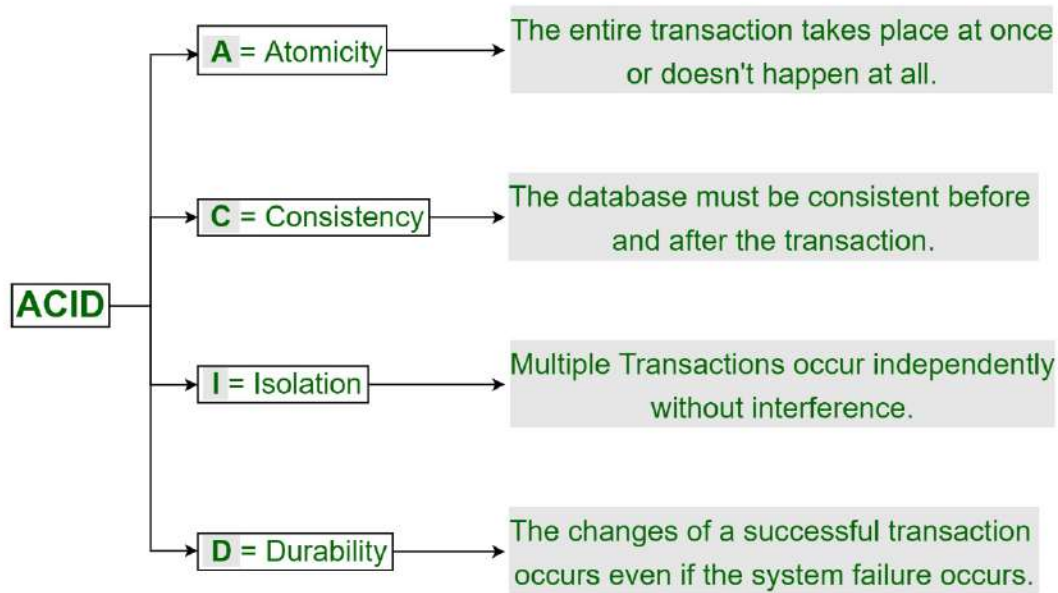 A = Atomicity
The entire transaction takes place at once
or doesn't happen at all.
C = Consistency
The database must be consistent before
and after the transaction.
ACID
I = Isolation
Multiple Transactions occur independently
without interference.
D = Durability
The changes of a successful transaction
occurs even if the system failure occurs.